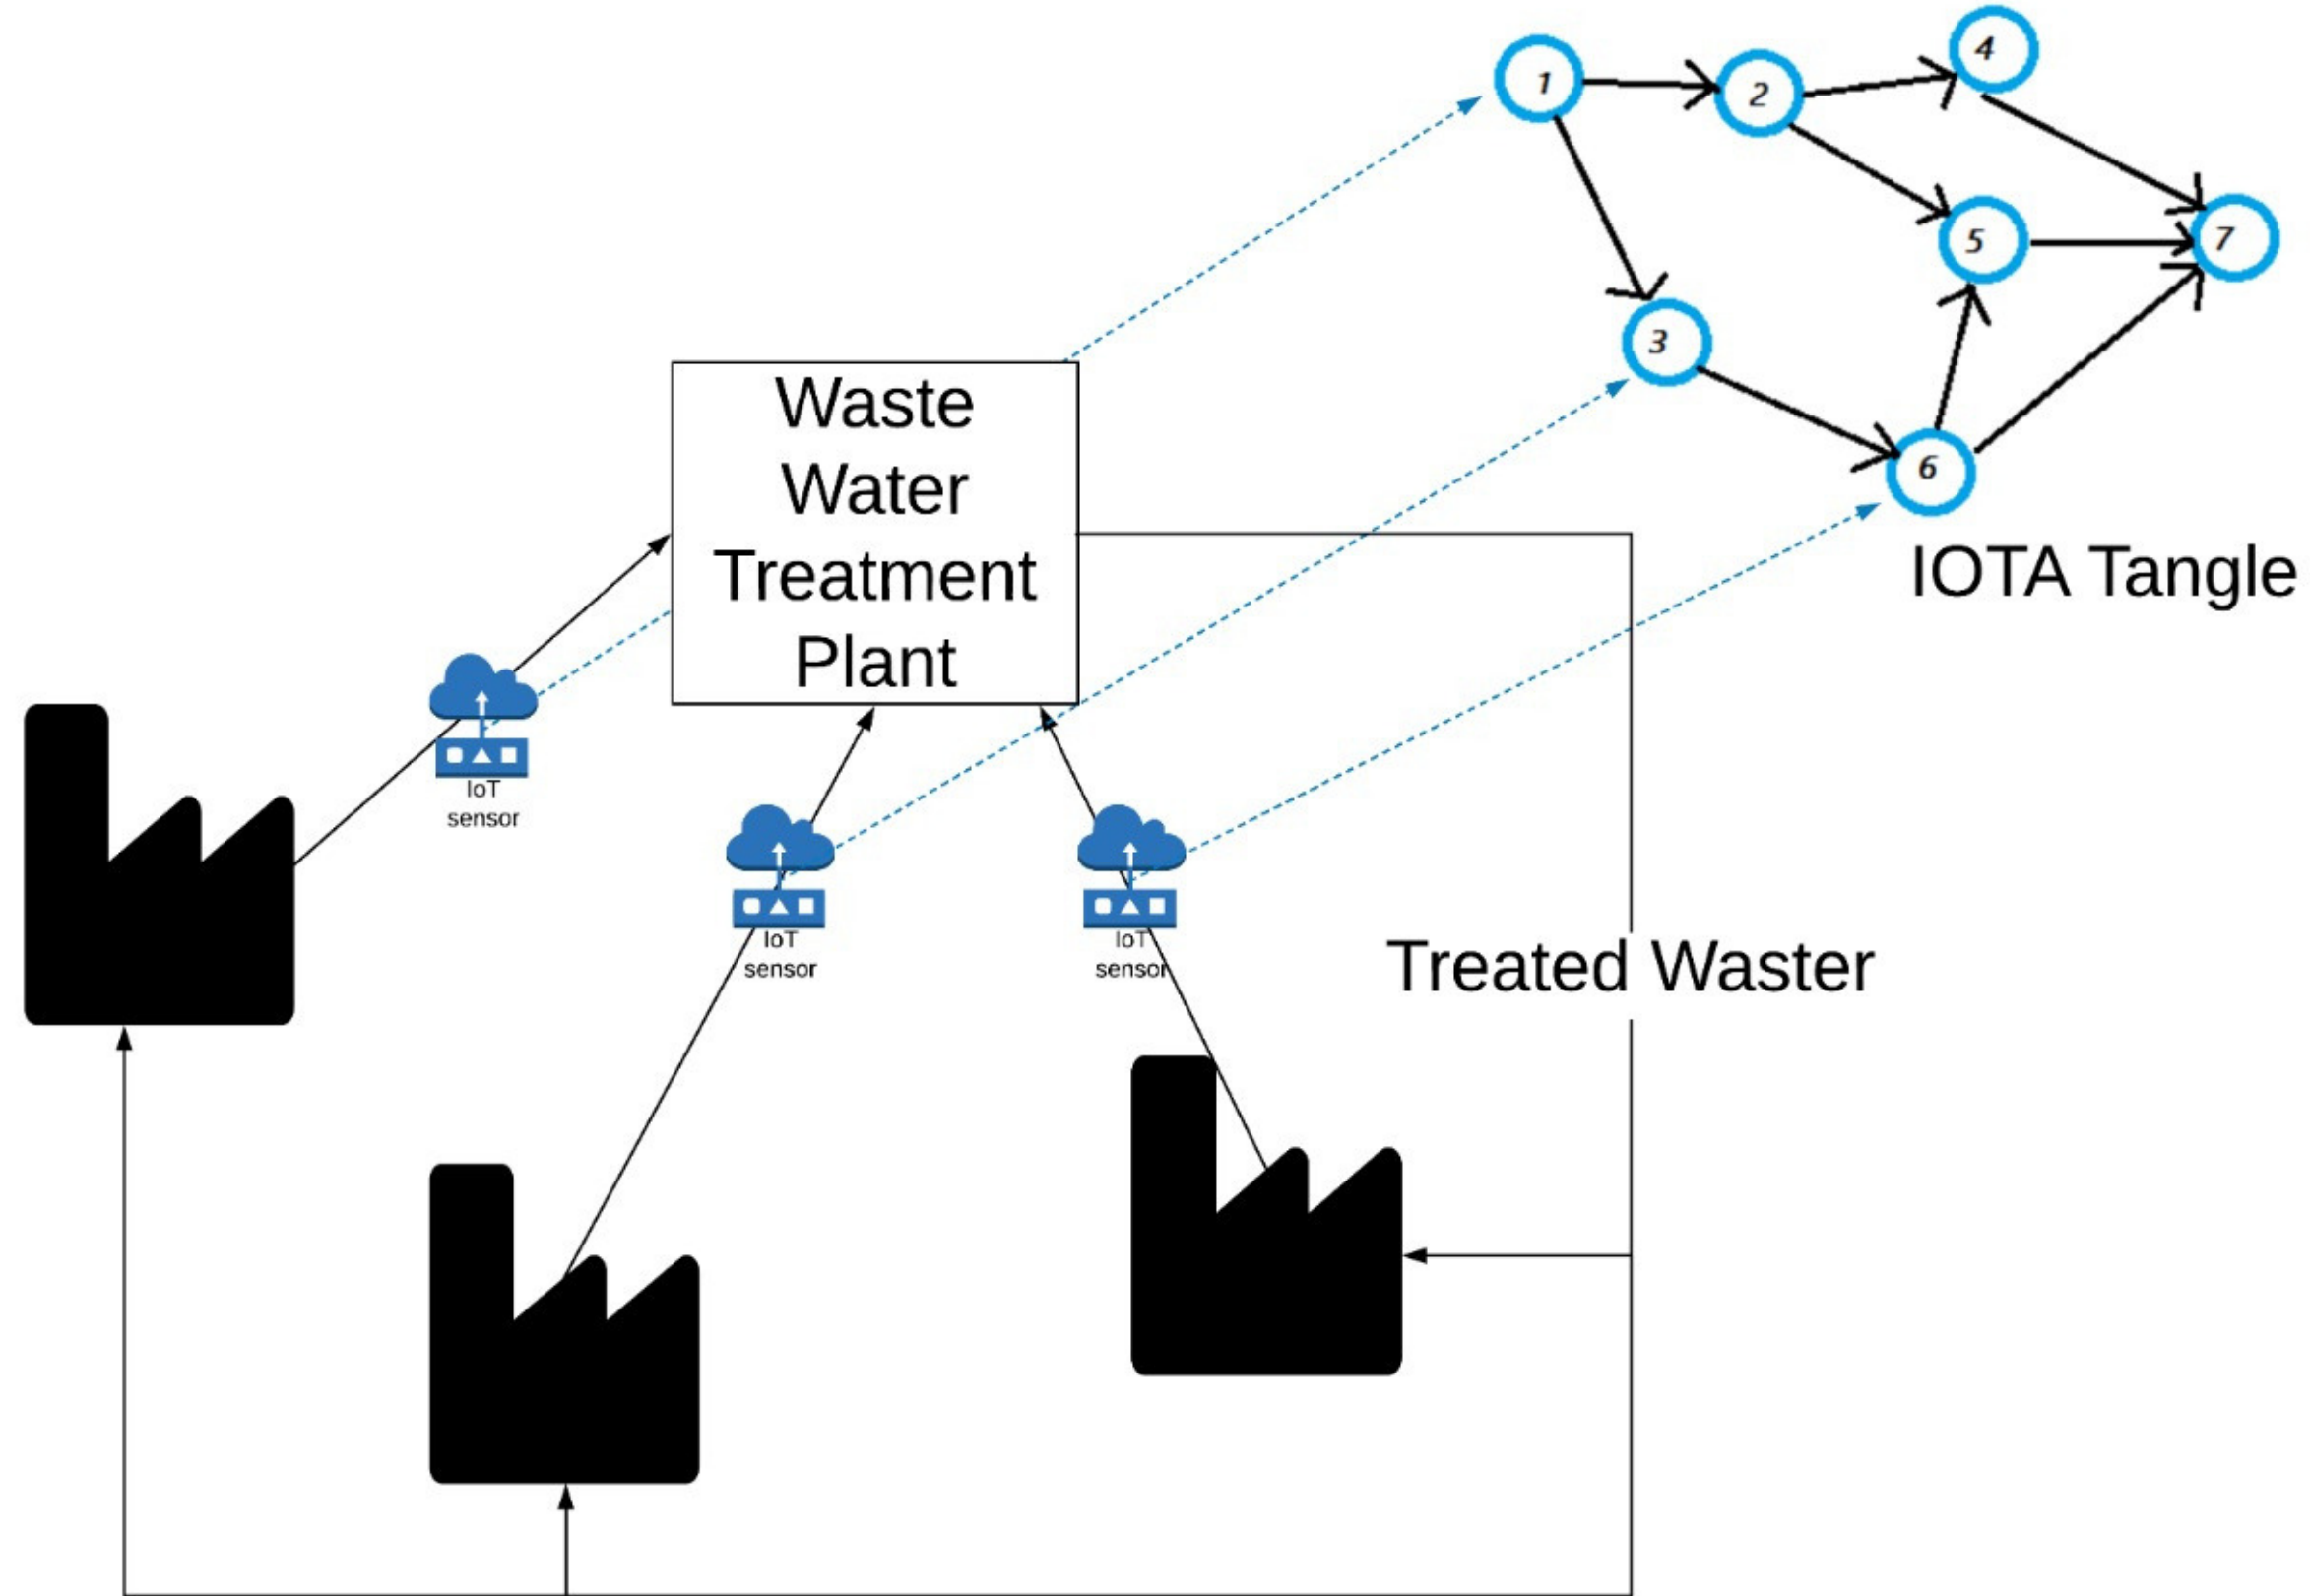 1
2
4
5
7
3
6
IOTA Tangle
Waste
Water
Treatment
Plant
IoT
sensor
IoT
sensor
IoT
sensor
Treated Waster